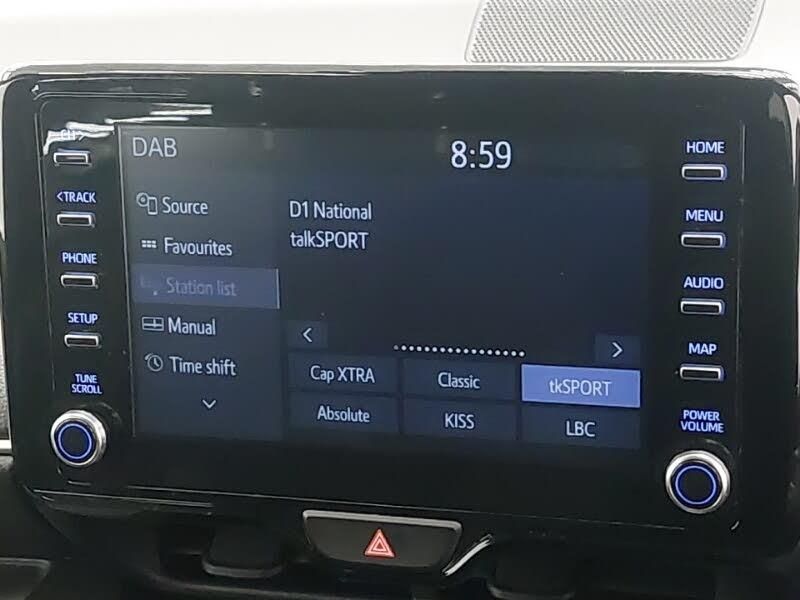 DAB
8:59
Source
Favourites
Station list
Manual
Time shift
D1 National
talkSPORT
Cap XTRA
Classic
tkSPORT
Absolute
KISS
LBC
<TRACK
PHONE
SETUP
TUNE
SCROLL
HOME
MENU
AUDIO
MAP
POWER
VOLUME